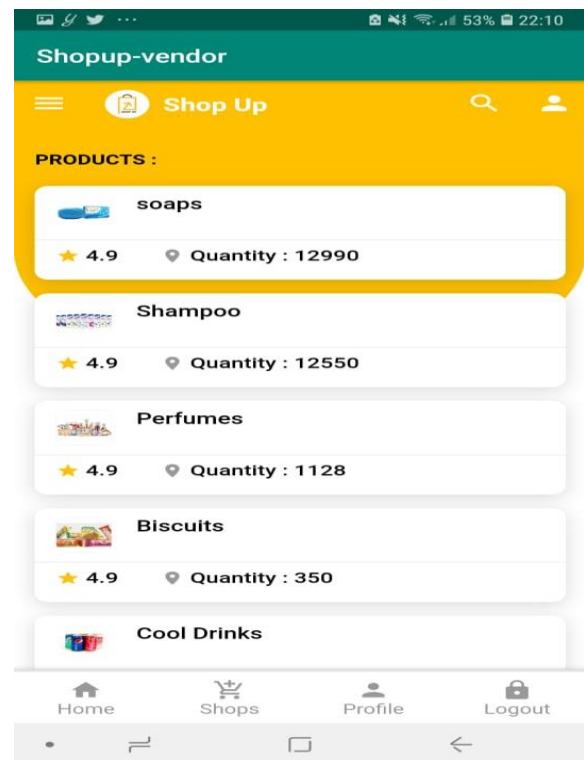 53% 22:10
Shopup-vendor
Shop Up
PRODUCTS :
soaps
4.9 Quantity : 12990
Shampoo
4.9 Quantity : 12550
Perfumes
4.9 Quantity : 1128
Biscuits
4.9 Quantity : 350
Cool Drinks
Home Shops Profile Logout